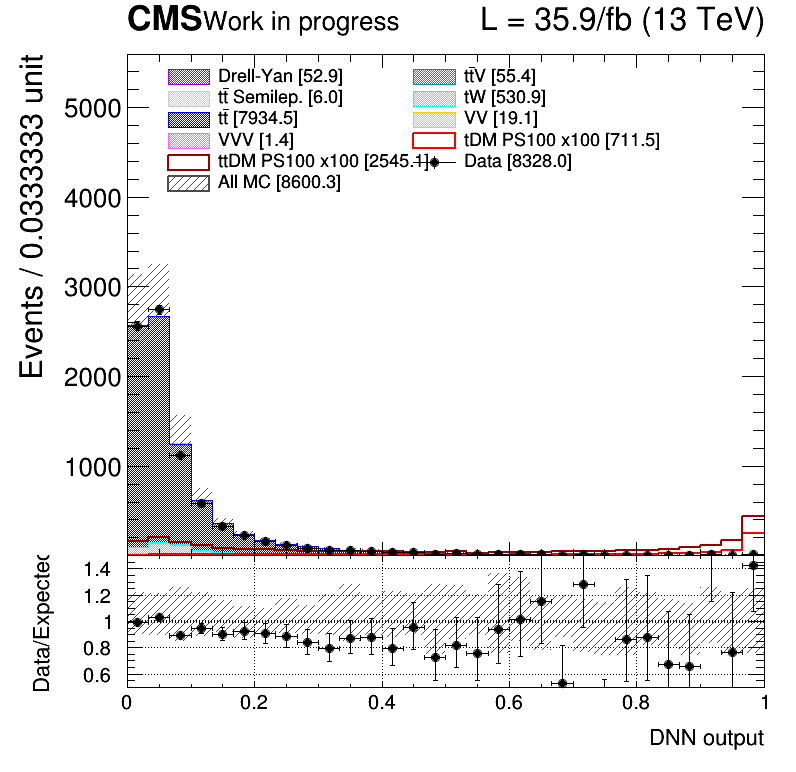 CMS Work in progress L = 35.9/fb (13 TeV)
Events / 0.0333333 unit
5000
4000
3000
2000
1000
Drell-Yan [52.9]
tt̄V [55.4]
tt̄ Semilep. [6.0]
tW [530.9]
tt̄ [7934.5]
VV [19.1]
VVV [1.4]
tDM PS100 x100 [711.5]
ttDM PS100 x100 [2545.1]
Data [8328.0]
All MC [8600.3]
Data/Expected
1.4
1.2
1
0.8
0.6
0 0.2 0.4 0.6 0.8 1
DNN output